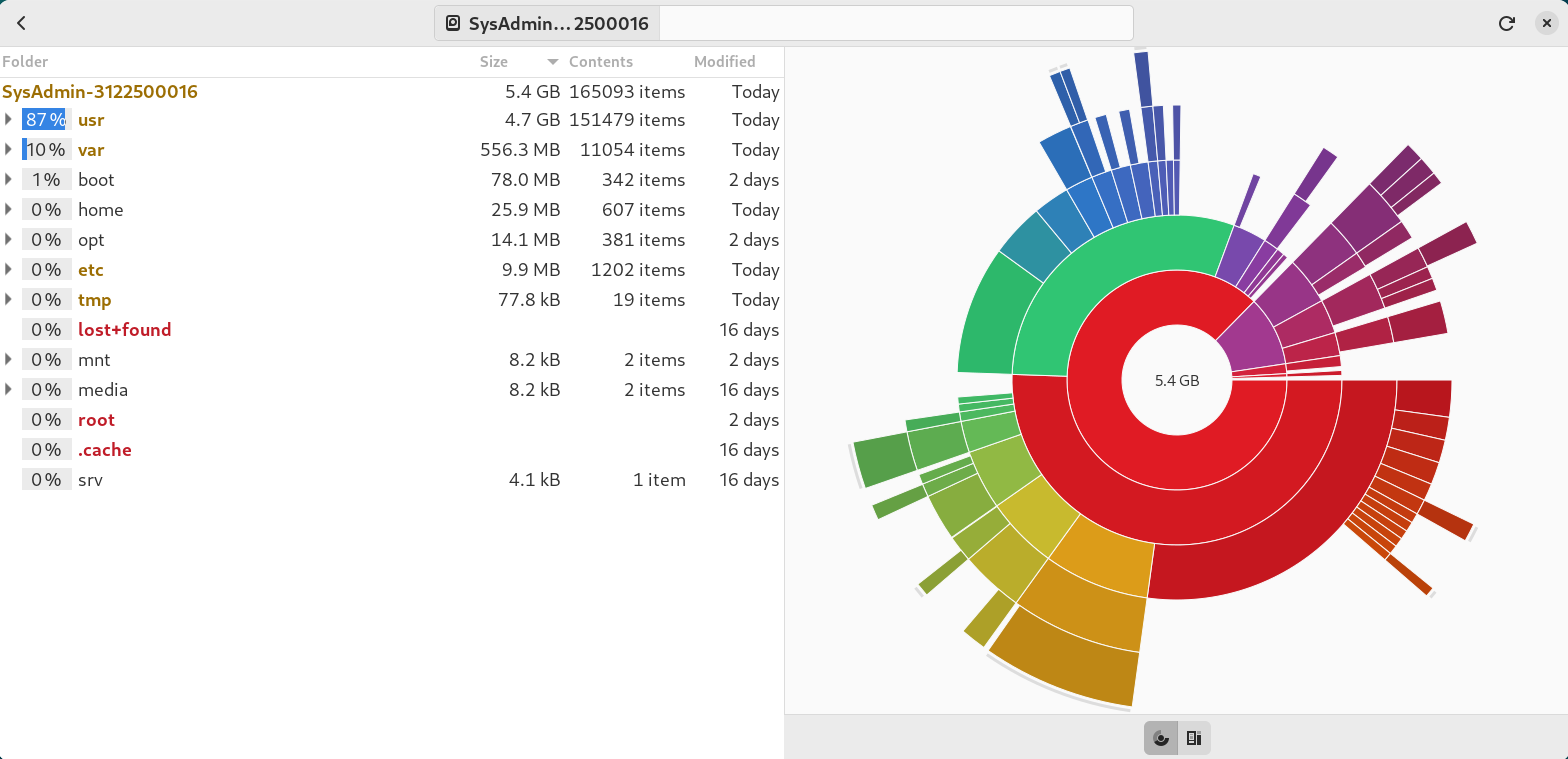 SysAdmin… 2500016
Folder Size Contents Modified
SysAdmin-3122500016 5.4 GB 165093 items Today
87 % usr 4.7 GB 151479 items Today
10 % var 556.3 MB 11054 items Today
1 % boot 78.0 MB 342 items 2 days
0 % home 25.9 MB 607 items Today
0 % opt 14.1 MB 381 items 2 days
0 % etc 9.9 MB 1202 items Today
0 % tmp 77.8 kB 19 items Today
0 % lost+found 16 days
0 % mnt 8.2 kB 2 items 2 days
0 % media 8.2 kB 2 items 16 days
0 % root 2 days
0 % .cache 16 days
0 % srv 4.1 kB 1 item 16 days
5.4 GB